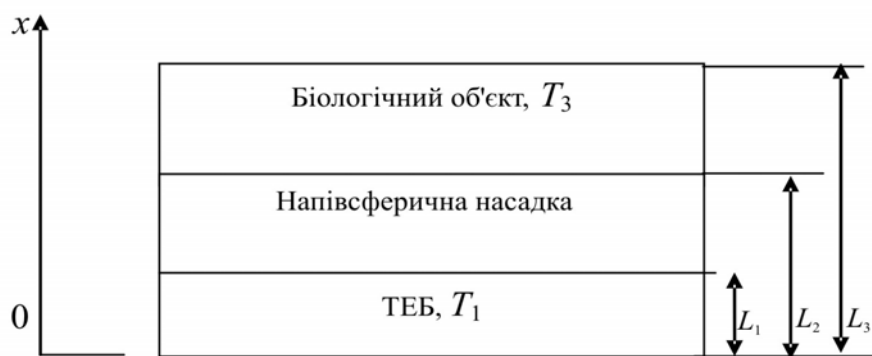 x
Біологічний об'єкт, T3
Напівсферична насадка
ТЕБ, T1
0
L1
L2
L3